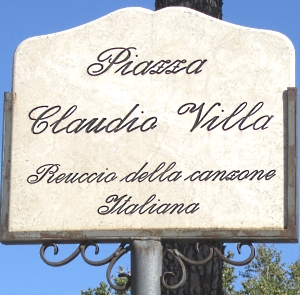 Piazza
Claudio Villa
Reuccio della canzone
Italiana